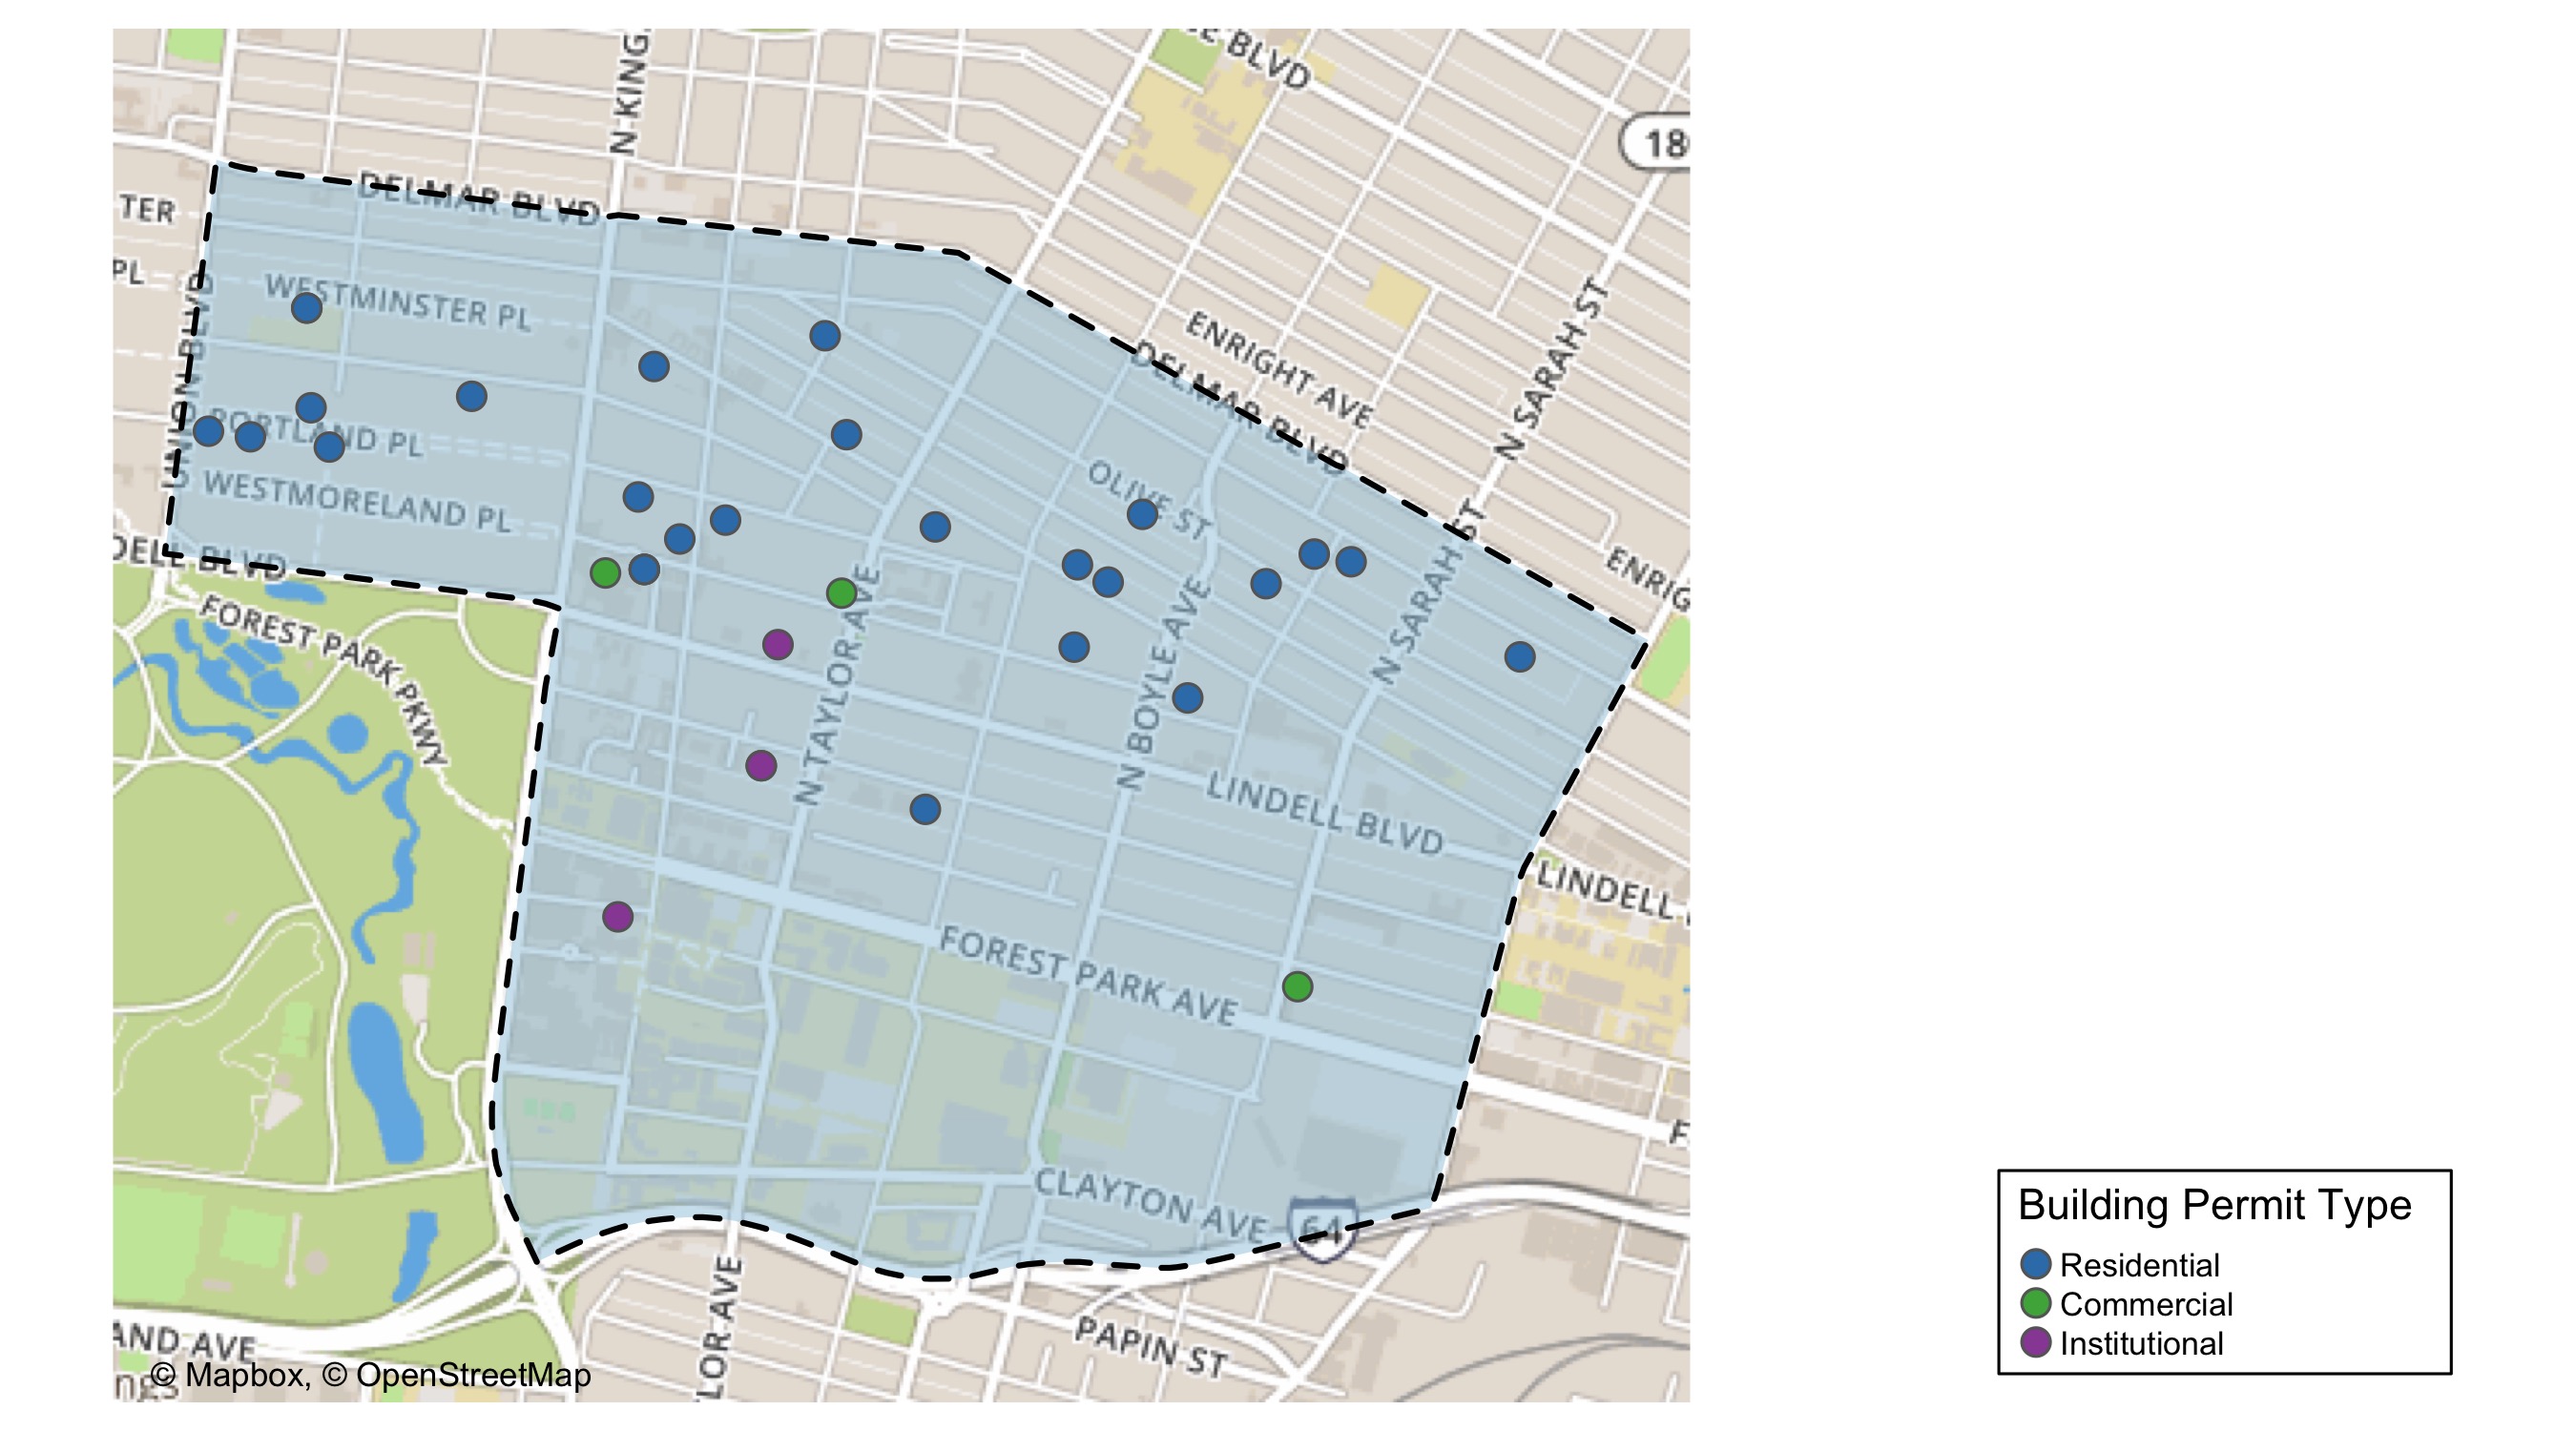 N KING
BLVD
18
TER
DELMAR BLVD
PL
WESTMINSTER PL
UNION BLVD
ENRIGHT AVE
N SARAH ST
DELMAR BLVD
PORTLAND PL
OLIVE ST
WESTMORELAND PL
N SARAH ST
DELL BLVD
ENRIG
FOREST PARK PKWY
N TAYLOR AVE
N BOYLE AVE
LINDELL BLVD
LINDELL
FOREST PARK AVE
F
CLAYTON AVE
64
LOR AVE
PAPIN ST
AND AVE
© Mapbox, © OpenStreetMap
Building Permit Type
Residential
Commercial
Institutional